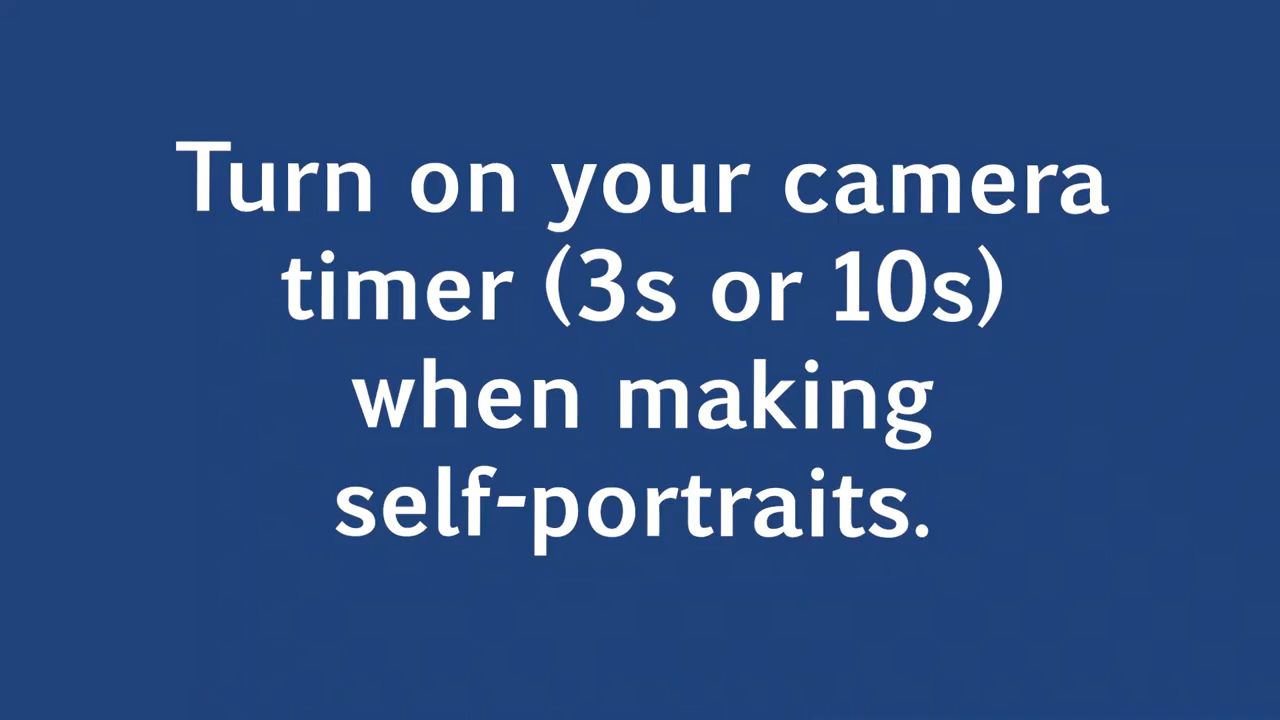 Turn on your camera
timer (3s or 10s)
when making
self-portraits.